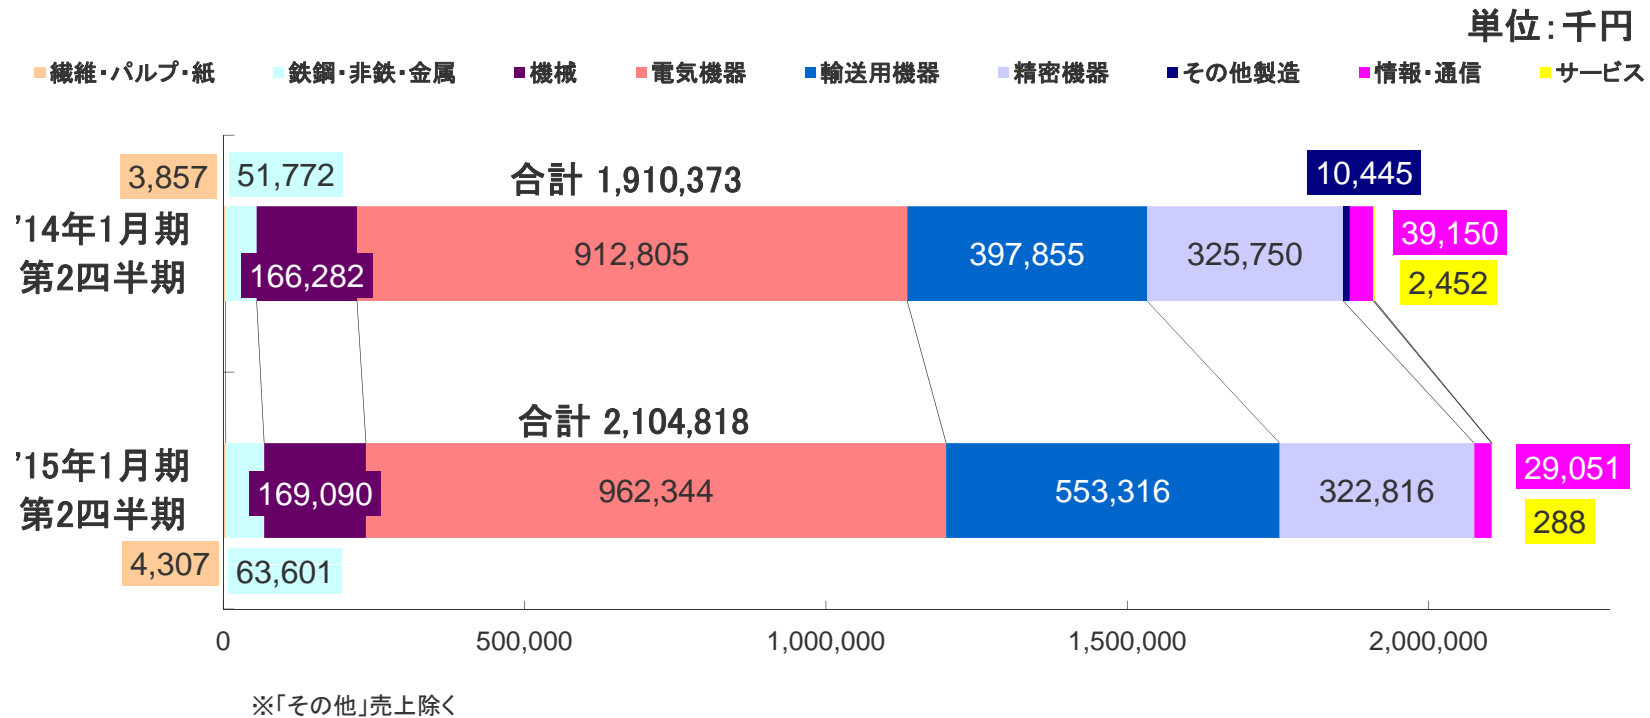 単位：千円
繊維・パルプ・紙 鉄鋼・非鉄・金属 機械 電気機器 輸送用機器 精密機器 その他製造 情報・通信 サービス
3,857 51,772 合計 1,910,373 10,445
'14年1月期
第2四半期
166,282 912,805 397,855 325,750
39,150
2,452
合計 2,104,818
'15年1月期
第2四半期
169,090 962,344 553,316 322,816
29,051
288
4,307 63,601
0 500,000 1,000,000 1,500,000 2,000,000
※「その他」売上除く